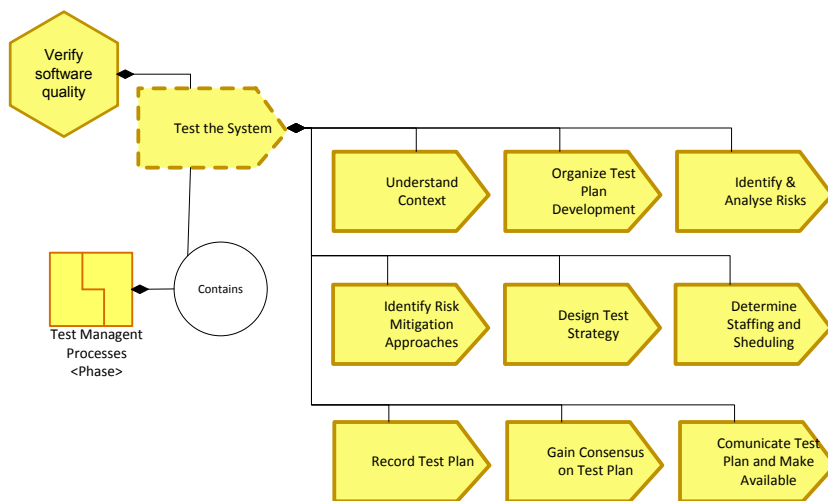 Verify
software
quality
Test the System
Understand
Context
Organize Test
Plan
Development
Identify &
Analyse Risks
Contains
Test Managent
Processes
<Phase>
Identify Risk
Mitigation
Approaches
Design Test
Strategy
Determine
Staffing and
Sheduling
Record Test Plan
Gain Consensus
on Test Plan
Comunicate Test
Plan and Make
Available